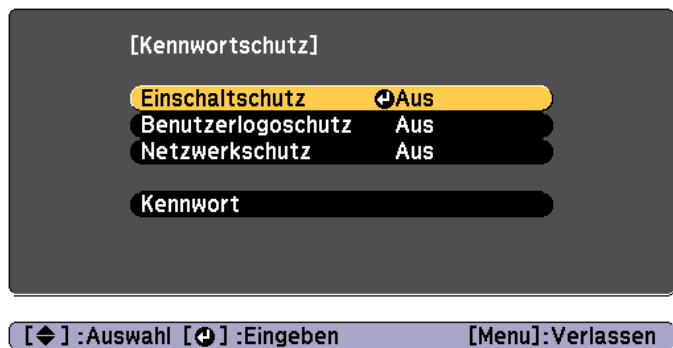 [Kennwortschutz]
Einschaltschutz Aus
Benutzerlogoschutz Aus
Netzwerkschutz Aus
Kennwort
[ ] :Auswahl [ ] :Eingeben [Menu]:Verlassen